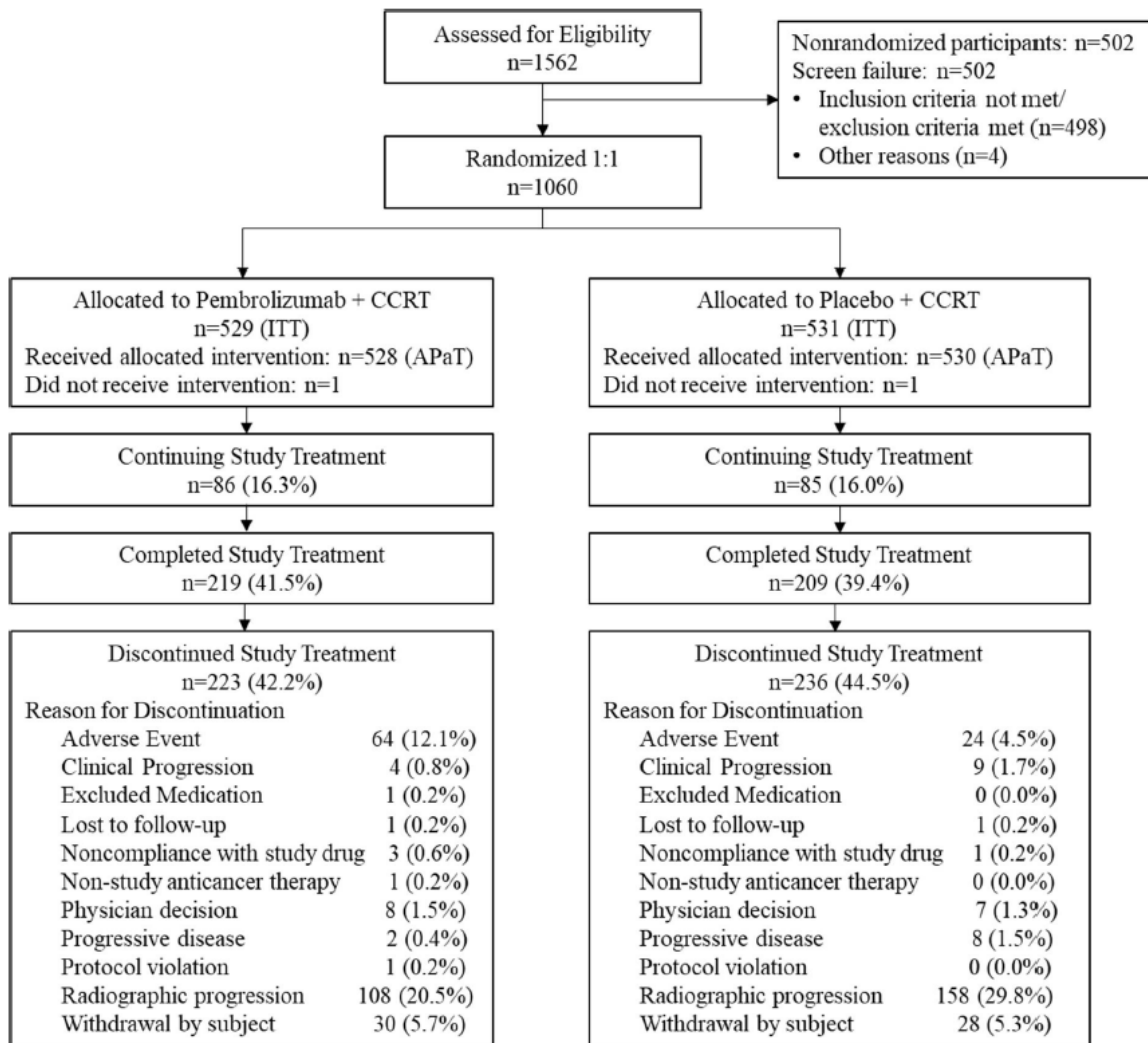 Assessed for Eligibility
n=1562
Nonrandomized participants: n=502
Screen failure: n=502
• Inclusion criteria not met/
exclusion criteria met (n=498)
• Other reasons (n=4)
Randomized 1:1
n=1060
Allocated to Pembrolizumab + CCRT
n=529 (ITT)
Received allocated intervention: n=528 (APaT)
Did not receive intervention: n=1
Allocated to Placebo + CCRT
n=531 (ITT)
Received allocated intervention: n=530 (APaT)
Did not receive intervention: n=1
Continuing Study Treatment
n=86 (16.3%)
Continuing Study Treatment
n=85 (16.0%)
Completed Study Treatment
n=219 (41.5%)
Completed Study Treatment
n=209 (39.4%)
Discontinued Study Treatment
n=223 (42.2%)
Reason for Discontinuation
Adverse Event 64 (12.1%)
Clinical Progression 4 (0.8%)
Excluded Medication 1 (0.2%)
Lost to follow-up 1 (0.2%)
Noncompliance with study drug 3 (0.6%)
Non-study anticancer therapy 1 (0.2%)
Physician decision 8 (1.5%)
Progressive disease 2 (0.4%)
Protocol violation 1 (0.2%)
Radiographic progression 108 (20.5%)
Withdrawal by subject 30 (5.7%)
Discontinued Study Treatment
n=236 (44.5%)
Reason for Discontinuation
Adverse Event 24 (4.5%)
Clinical Progression 9 (1.7%)
Excluded Medication 0 (0.0%)
Lost to follow-up 1 (0.2%)
Noncompliance with study drug 1 (0.2%)
Non-study anticancer therapy 0 (0.0%)
Physician decision 7 (1.3%)
Progressive disease 8 (1.5%)
Protocol violation 0 (0.0%)
Radiographic progression 158 (29.8%)
Withdrawal by subject 28 (5.3%)